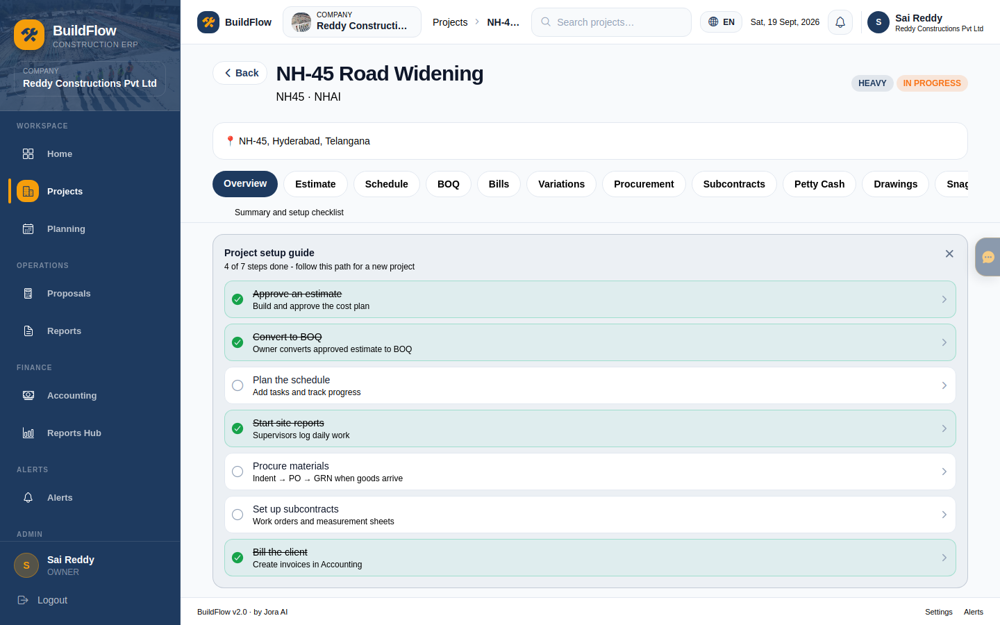 BuildFlow
CONSTRUCTION ERP
COMPANY
Reddy Constructions Pvt Ltd
WORKSPACE
Home
Projects
Planning
OPERATIONS
Proposals
Reports
FINANCE
Accounting
Reports Hub
ALERTS
Alerts
ADMIN
S
Sai Reddy
OWNER
Logout
BuildFlow
COMPANY
Reddy Constructi...
Projects
NH-4...
Search projects...
EN
Sat, 19 Sept, 2026
S
Sai Reddy
Reddy Constructions Pvt Ltd
Back
NH-45 Road Widening
NH45 · NHAI
HEAVY
IN PROGRESS
NH-45, Hyderabad, Telangana
Overview
Estimate
Schedule
BOQ
Bills
Variations
Procurement
Subcontracts
Petty Cash
Drawings
Snag
Summary and setup checklist
Project setup guide
4 of 7 steps done - follow this path for a new project
Approve an estimate
Build and approve the cost plan
Convert to BOQ
Owner converts approved estimate to BOQ
Plan the schedule
Add tasks and track progress
Start site reports
Supervisors log daily work
Procure materials
Indent → PO → GRN when goods arrive
Set up subcontracts
Work orders and measurement sheets
Bill the client
Create invoices in Accounting
BuildFlow v2.0 · by Jora AI
Settings
Alerts